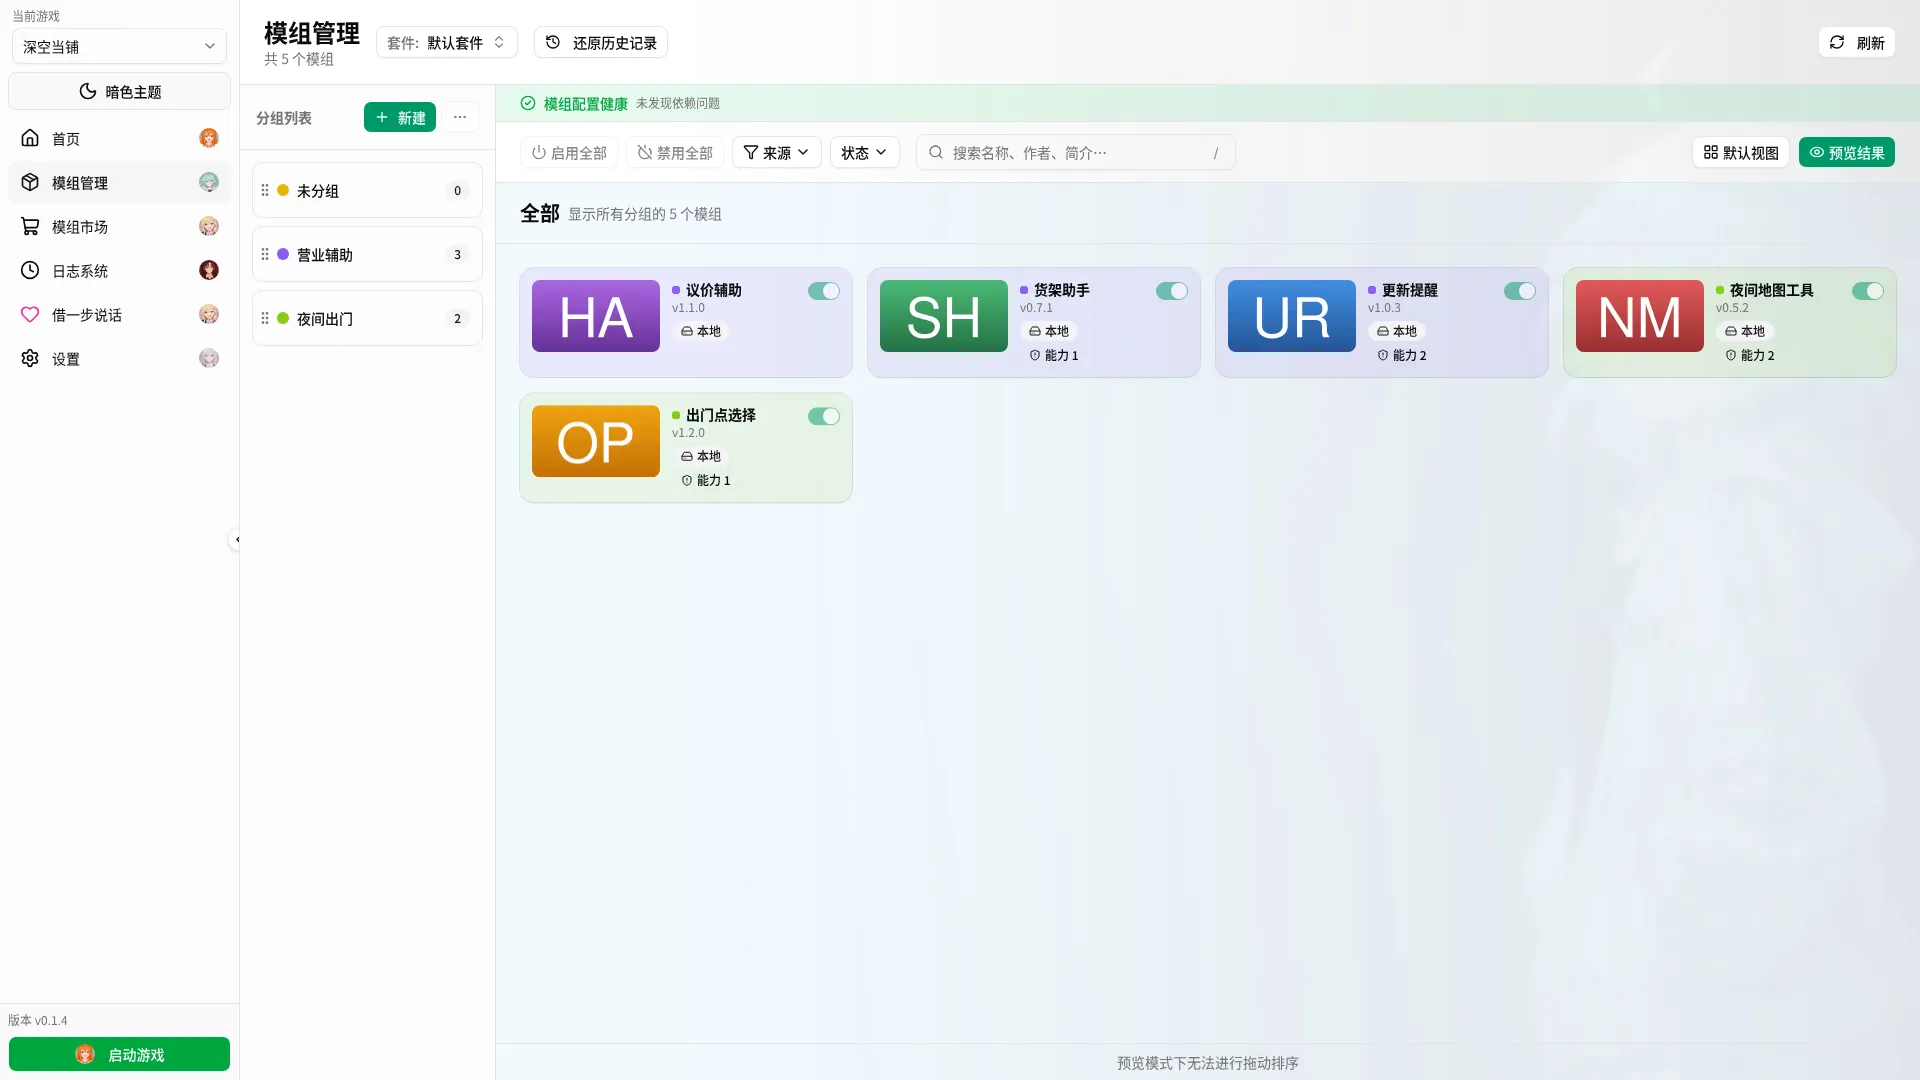 当前游戏
深空当铺
暗色主题
首页
模组管理
模组市场
日志系统
借一步说话
设置
版本 v0.1.4
启动游戏
模组管理
共 5 个模组
套件: 默认套件
还原历史记录
刷新
分组列表
新建
未分组 0
营业辅助 3
夜间出门 2
模组配置健康 未发现依赖问题
启用全部
禁用全部
来源
状态
搜索名称、作者、简介… /
默认视图
预览结果
全部 显示所有分组的 5 个模组
HA
议价辅助
v1.1.0
本地
SH
货架助手
v0.7.1
本地
能力 1
UR
更新提醒
v1.0.3
本地
能力 2
NM
夜间地图工具
v0.5.2
本地
能力 2
OP
出门点选择
v1.2.0
本地
能力 1
预览模式下无法进行拖动排序